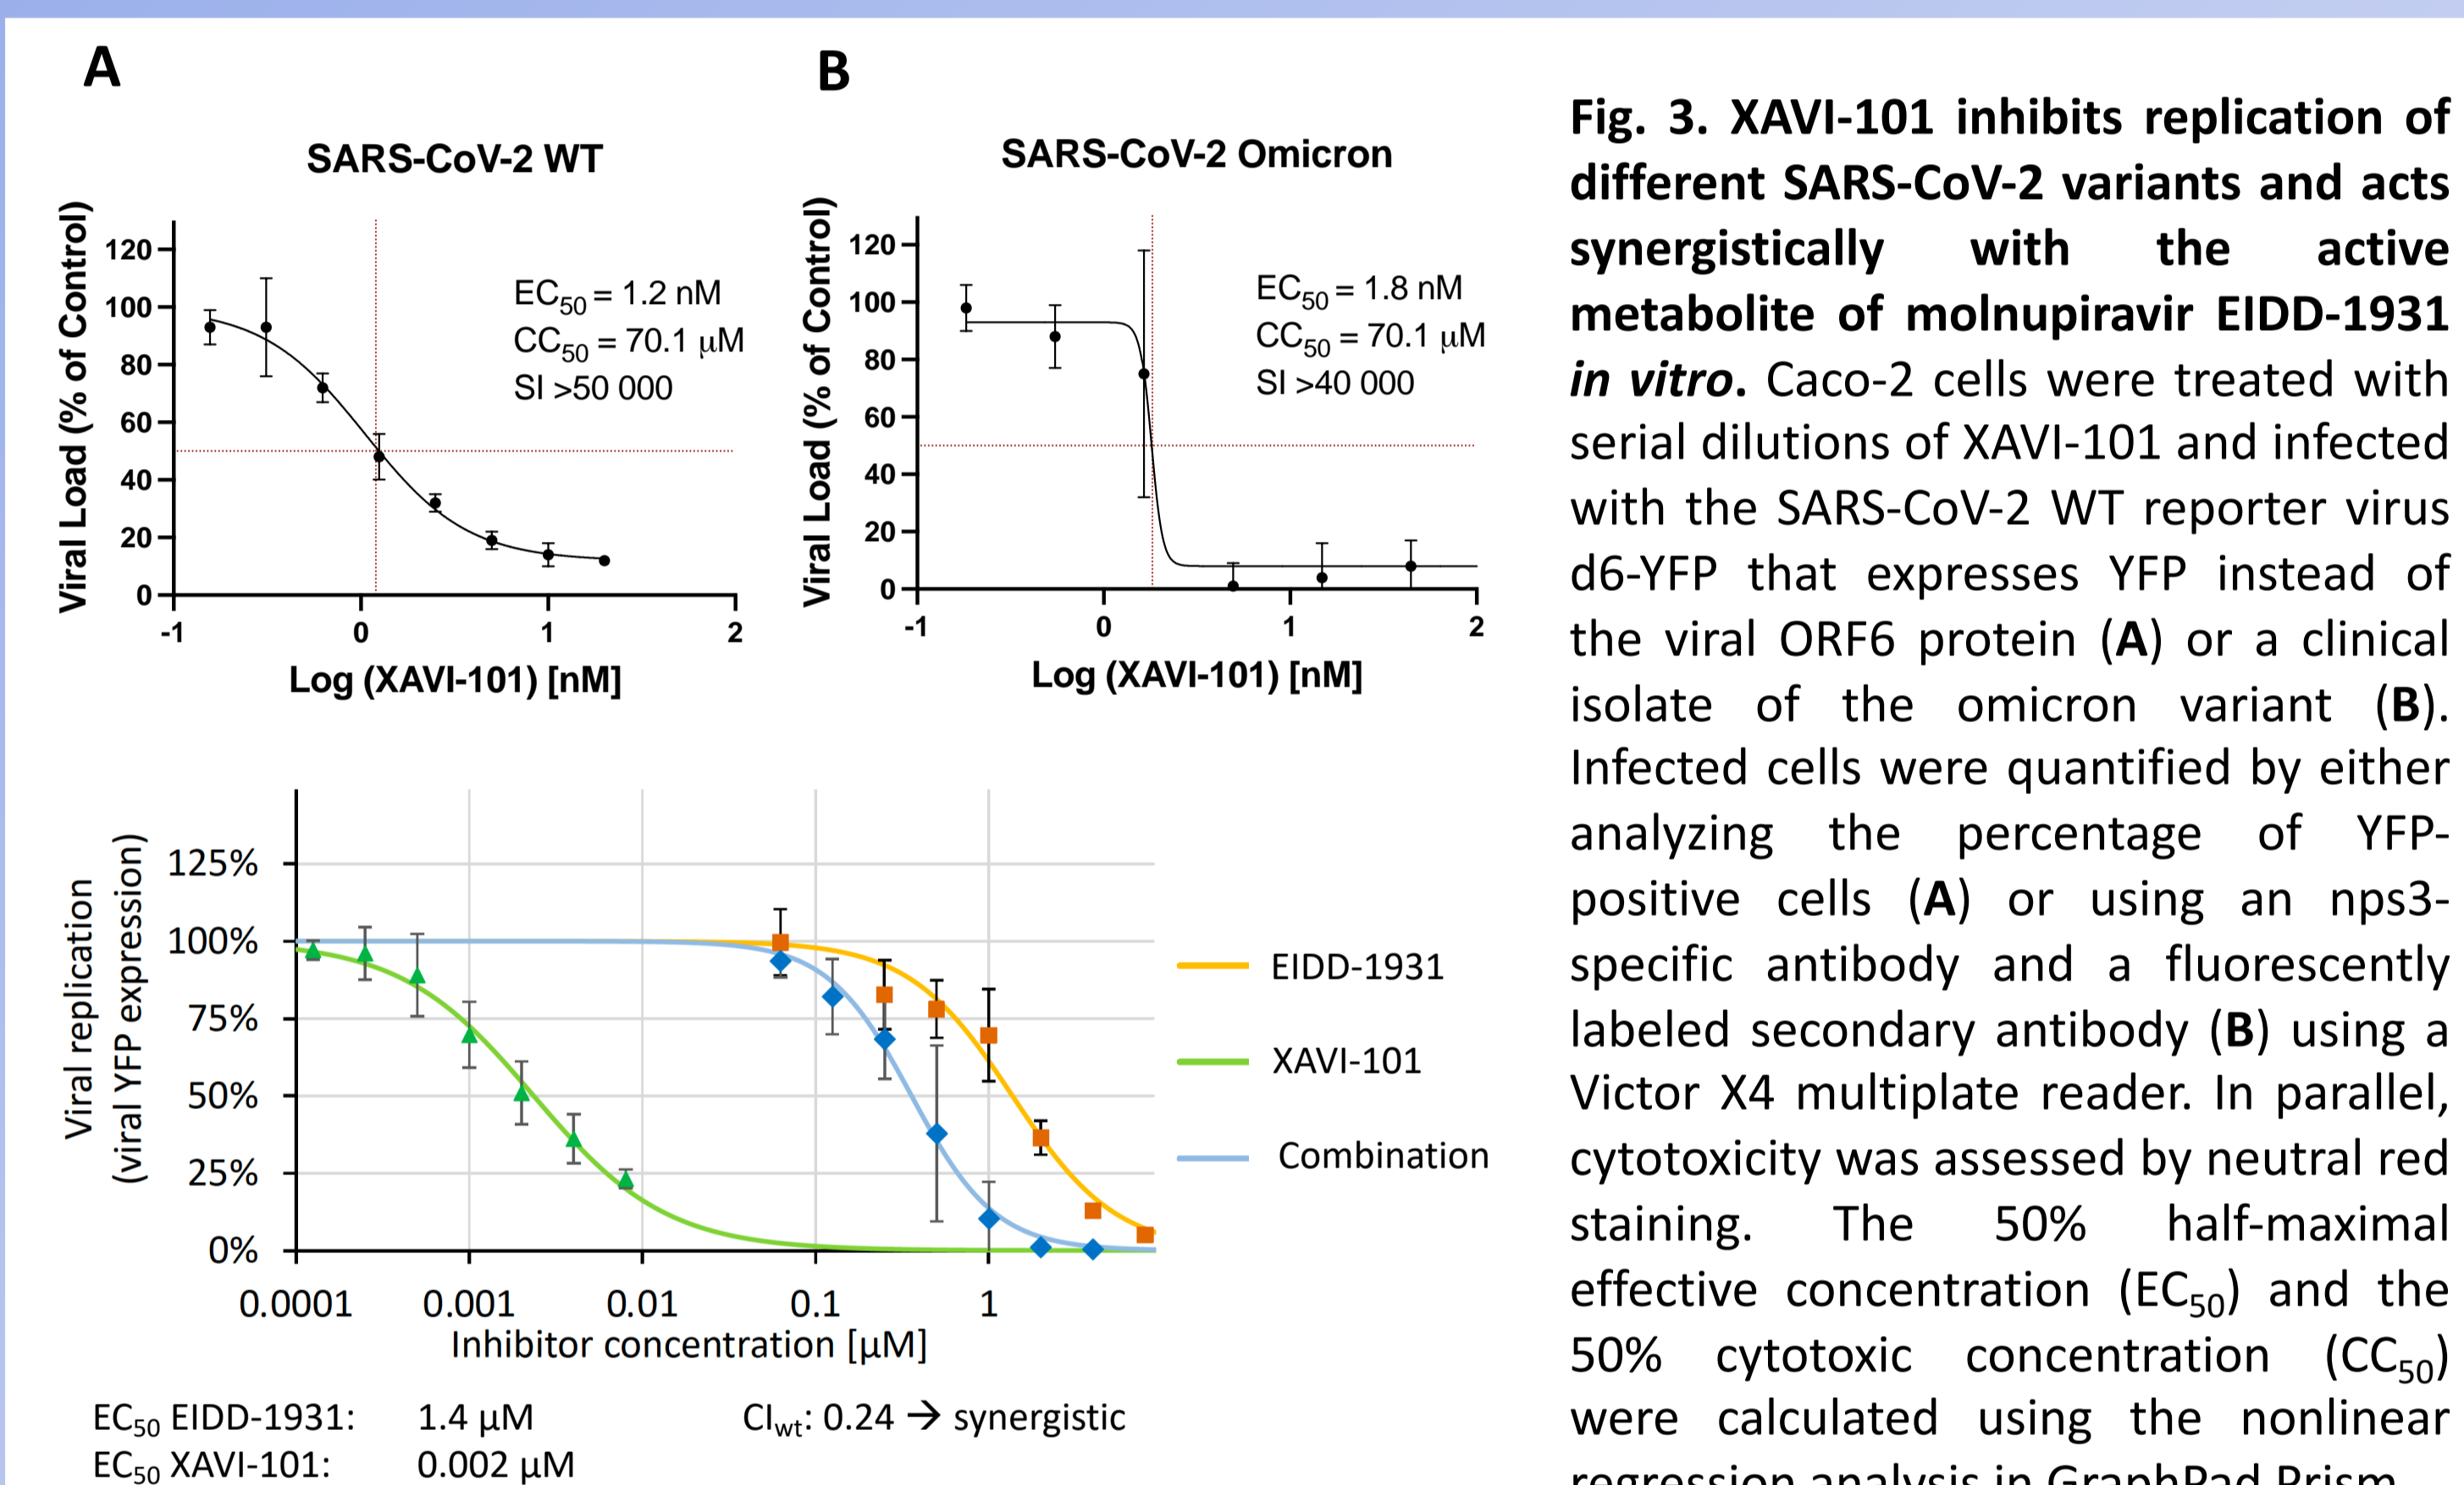 A
SARS-CoV-2 WT
Viral Load (% of Control)
120
100
80
60
40
20
0
EC50 = 1.2 nM
CC50 = 70.1 µM
SI >50 000
-1 0 1 2
Log (XAVI-101) [nM]
B
SARS-CoV-2 Omicron
Viral Load (% of Control)
120
100
80
60
40
20
0
EC50 = 1.8 nM
CC50 = 70.1 µM
SI >40 000
-1 0 1 2
Log (XAVI-101) [nM]
Viral replication
(viral YFP expression)
125%
100%
75%
50%
25%
0%
0.0001 0.001 0.01 0.1 1
Inhibitor concentration [µM]
EIDD-1931
XAVI-101
Combination
EC50 EIDD-1931: 1.4 µM
EC50 XAVI-101: 0.002 µM
CIwt: 0.24 → synergistic
Fig. 3. XAVI-101 inhibits replication of
different SARS-CoV-2 variants and acts
synergistically with the active
metabolite of molnupiravir EIDD-1931
in vitro. Caco-2 cells were treated with
serial dilutions of XAVI-101 and infected
with the SARS-CoV-2 WT reporter virus
d6-YFP that expresses YFP instead of
the viral ORF6 protein (A) or a clinical
isolate of the omicron variant (B).
Infected cells were quantified by either
analyzing the percentage of YFP-
positive cells (A) or using an nps3-
specific antibody and a fluorescently
labeled secondary antibody (B) using a
Victor X4 multiplate reader. In parallel,
cytotoxicity was assessed by neutral red
staining. The 50% half-maximal
effective concentration (EC50) and the
50% cytotoxic concentration (CC50)
were calculated using the nonlinear
regression analysis in GraphPad Prism